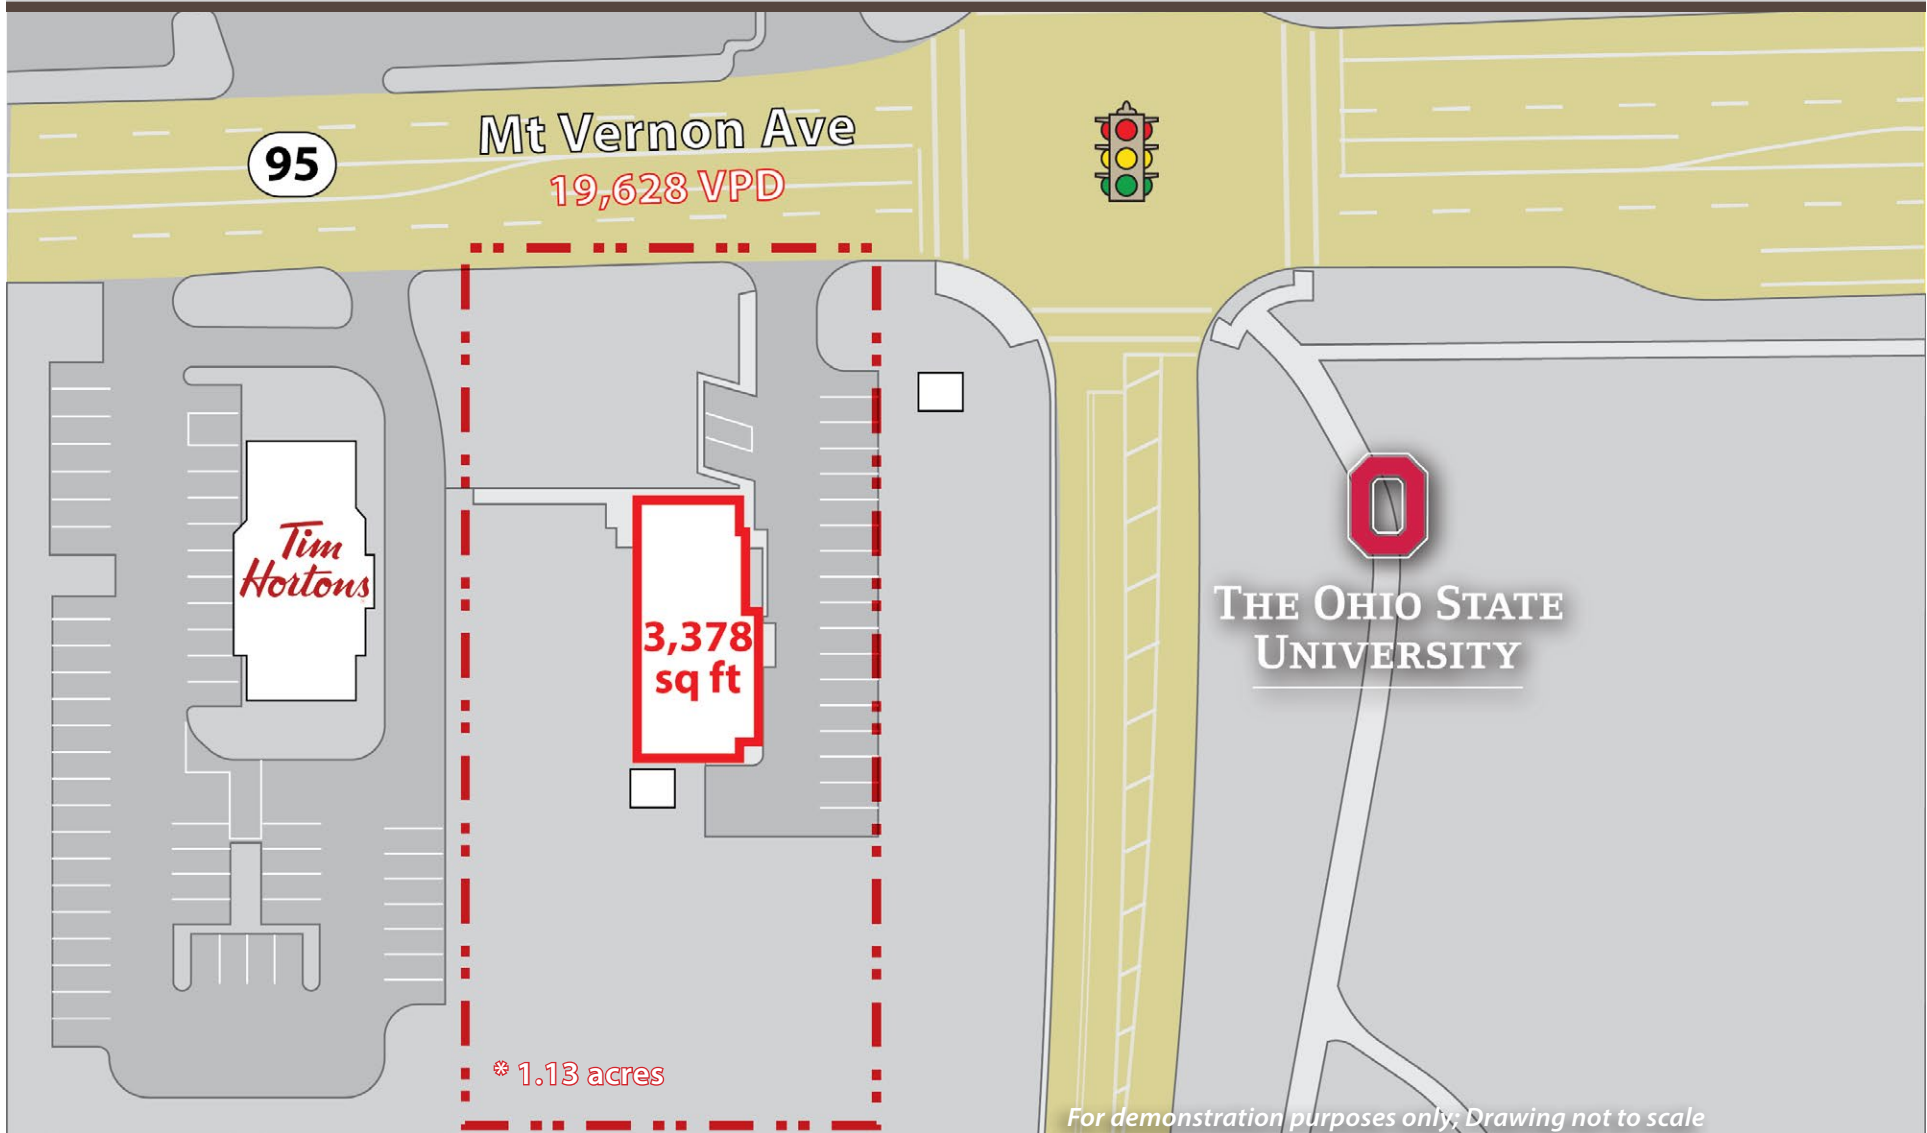 Mt Vernon Ave
95
19,628 VPD
Tim
Hortons
3,378
sq ft
THE OHIO STATE
UNIVERSITY
* 1.13 acres
For demonstration purposes only; Drawing not to scale